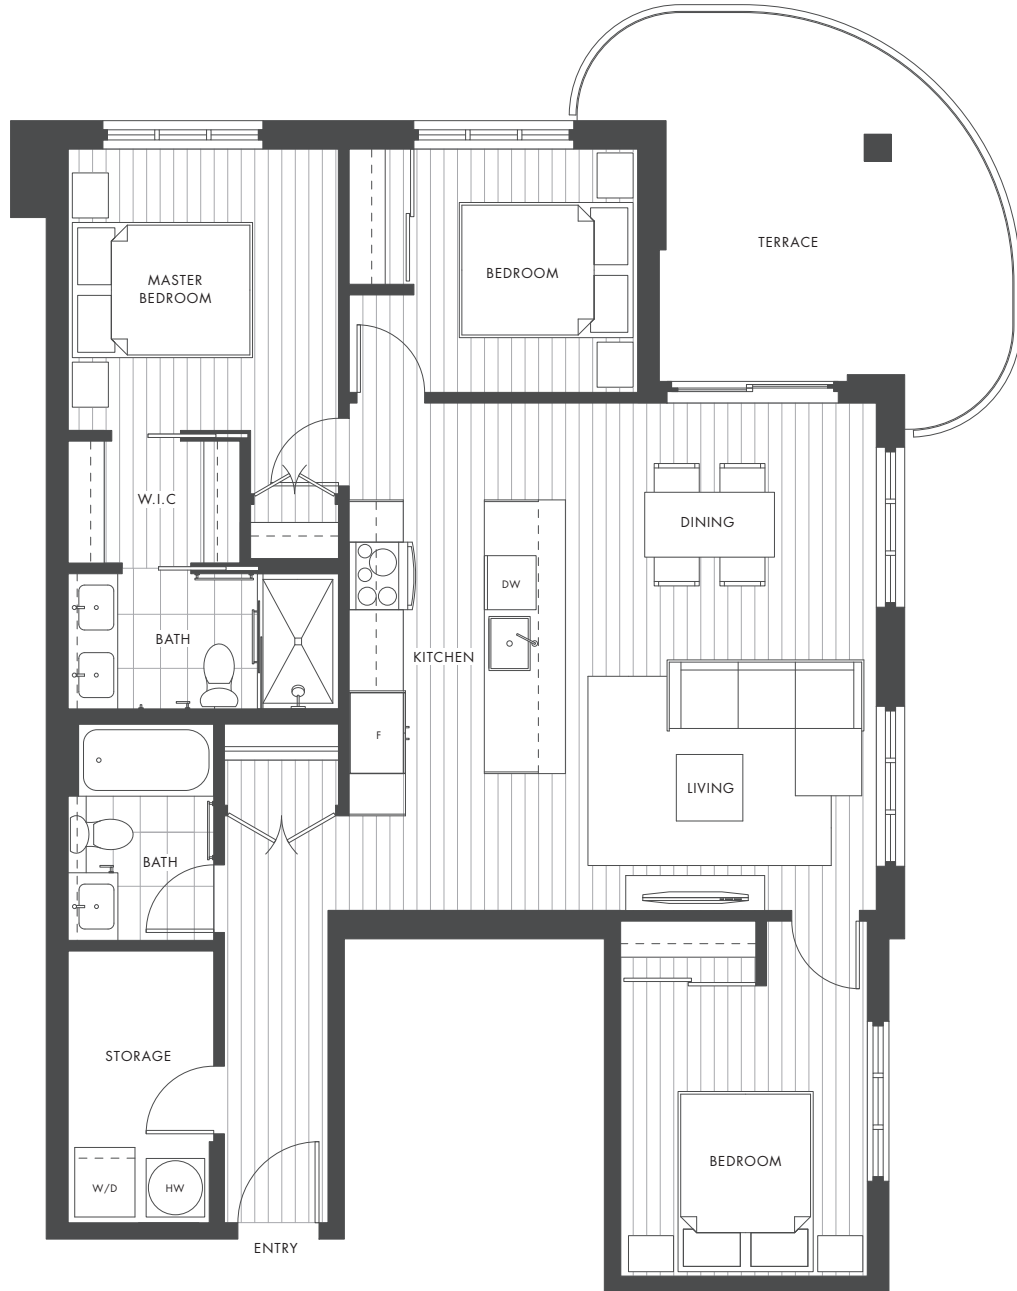 TERRACE
MASTER
BEDROOM
BEDROOM
W.I.C
DINING
DW
BATH
KITCHEN
F
LIVING
BATH
STORAGE
BEDROOM
W/D
HW
ENTRY